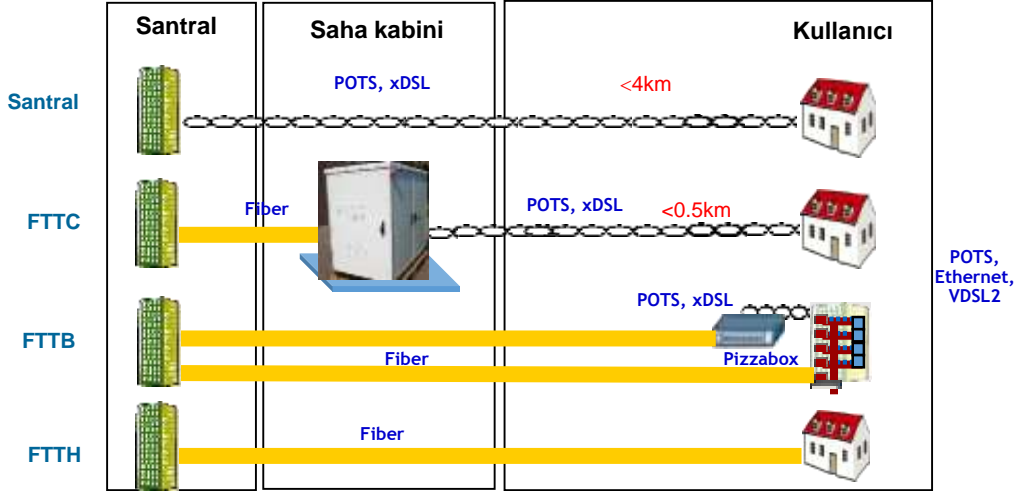 Santral
Saha kabini
Kullanıcı
Santral
POTS, xDSL
<4km
FTTC
Fiber
POTS, xDSL
<0.5km
POTS,
Ethernet,
VDSL2
FTTB
POTS, xDSL
Fiber
Pizzabox
FTTH
Fiber